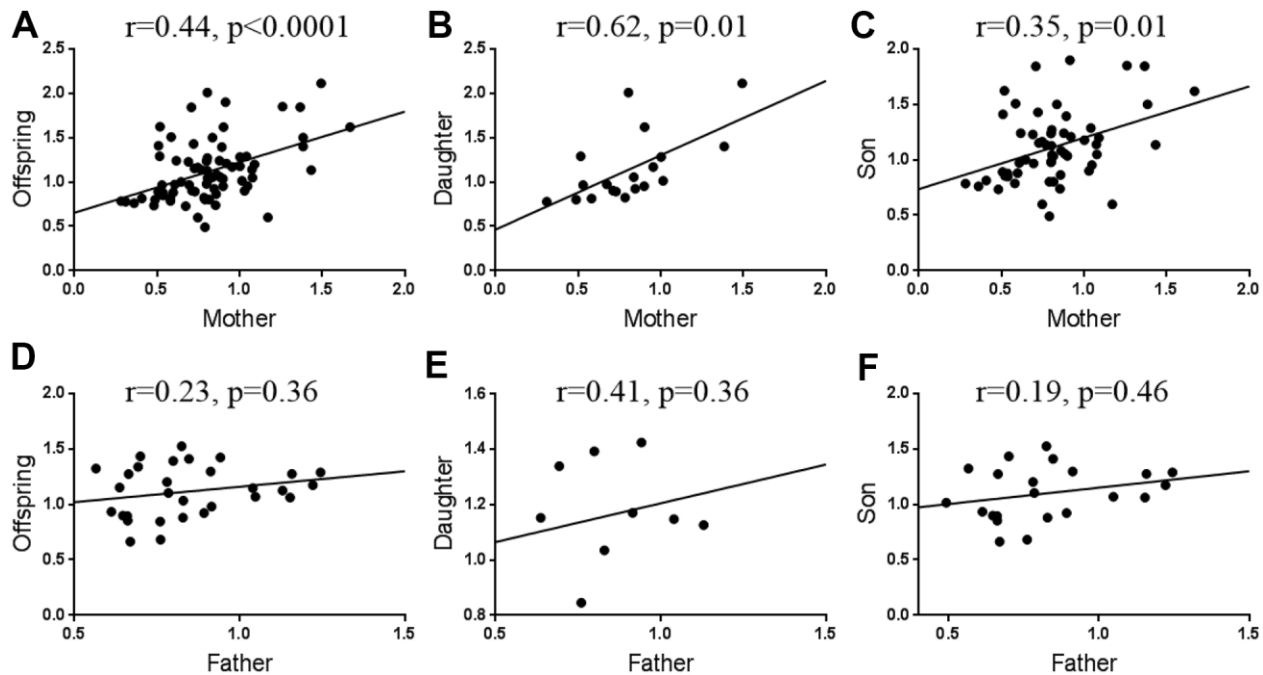 A
r=0.44, p<0.0001
2.5
2.0
1.5
1.0
0.5
0.0
Offspring
0.0 0.5 1.0 1.5 2.0
Mother
B
r=0.62, p=0.01
2.5
2.0
1.5
1.0
0.5
0.0
Daughter
0.0 0.5 1.0 1.5 2.0
Mother
C
r=0.35, p=0.01
2.0
1.5
1.0
0.5
0.0
Son
0.0 0.5 1.0 1.5 2.0
Mother
D
r=0.23, p=0.36
2.0
1.5
1.0
0.5
0.0
Offspring
0.5 1.0 1.5
Father
E
r=0.41, p=0.36
1.6
1.4
1.2
1.0
0.8
Daughter
0.5 1.0 1.5
Father
F
r=0.19, p=0.46
2.0
1.5
1.0
0.5
0.0
Son
0.5 1.0 1.5
Father